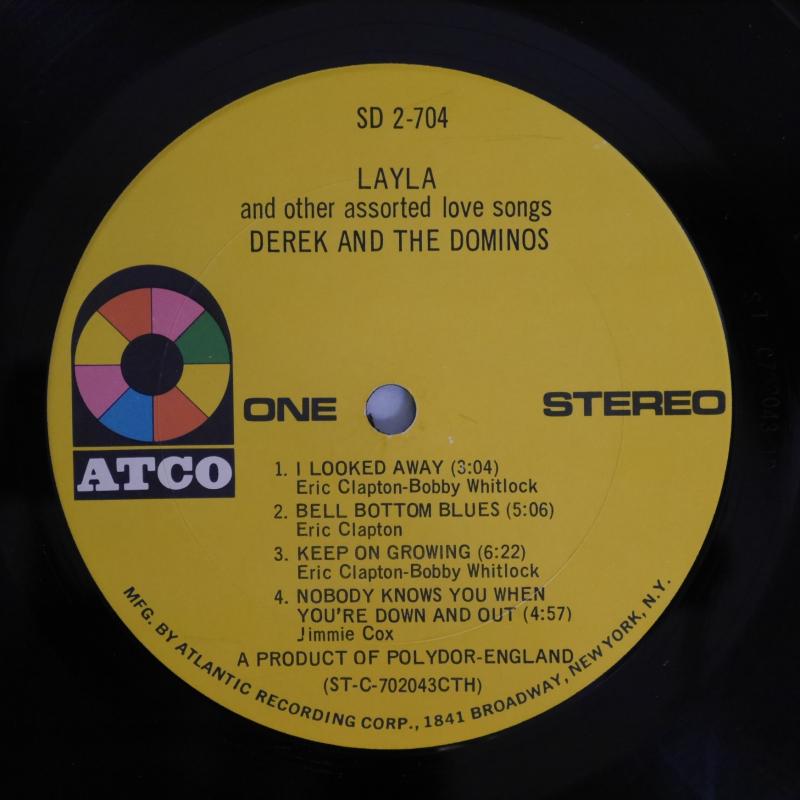 SD 2-704
LAYLA
and other assorted love songs
DEREK AND THE DOMINOS
ATCO
ONE
STEREO
1. I LOOKED AWAY (3:04)
Eric Clapton-Bobby Whitlock
2. BELL BOTTOM BLUES (5:06)
Eric Clapton
3. KEEP ON GROWING (6:22)
Eric Clapton-Bobby Whitlock
4. NOBODY KNOWS YOU WHEN
YOU'RE DOWN AND OUT (4:57)
Jimmie Cox
A PRODUCT OF POLYDOR-ENGLAND
(ST-C-702043CTH)
MFG. BY ATLANTIC RECORDING CORP., 1841 BROADWAY, NEW YORK, N.Y.